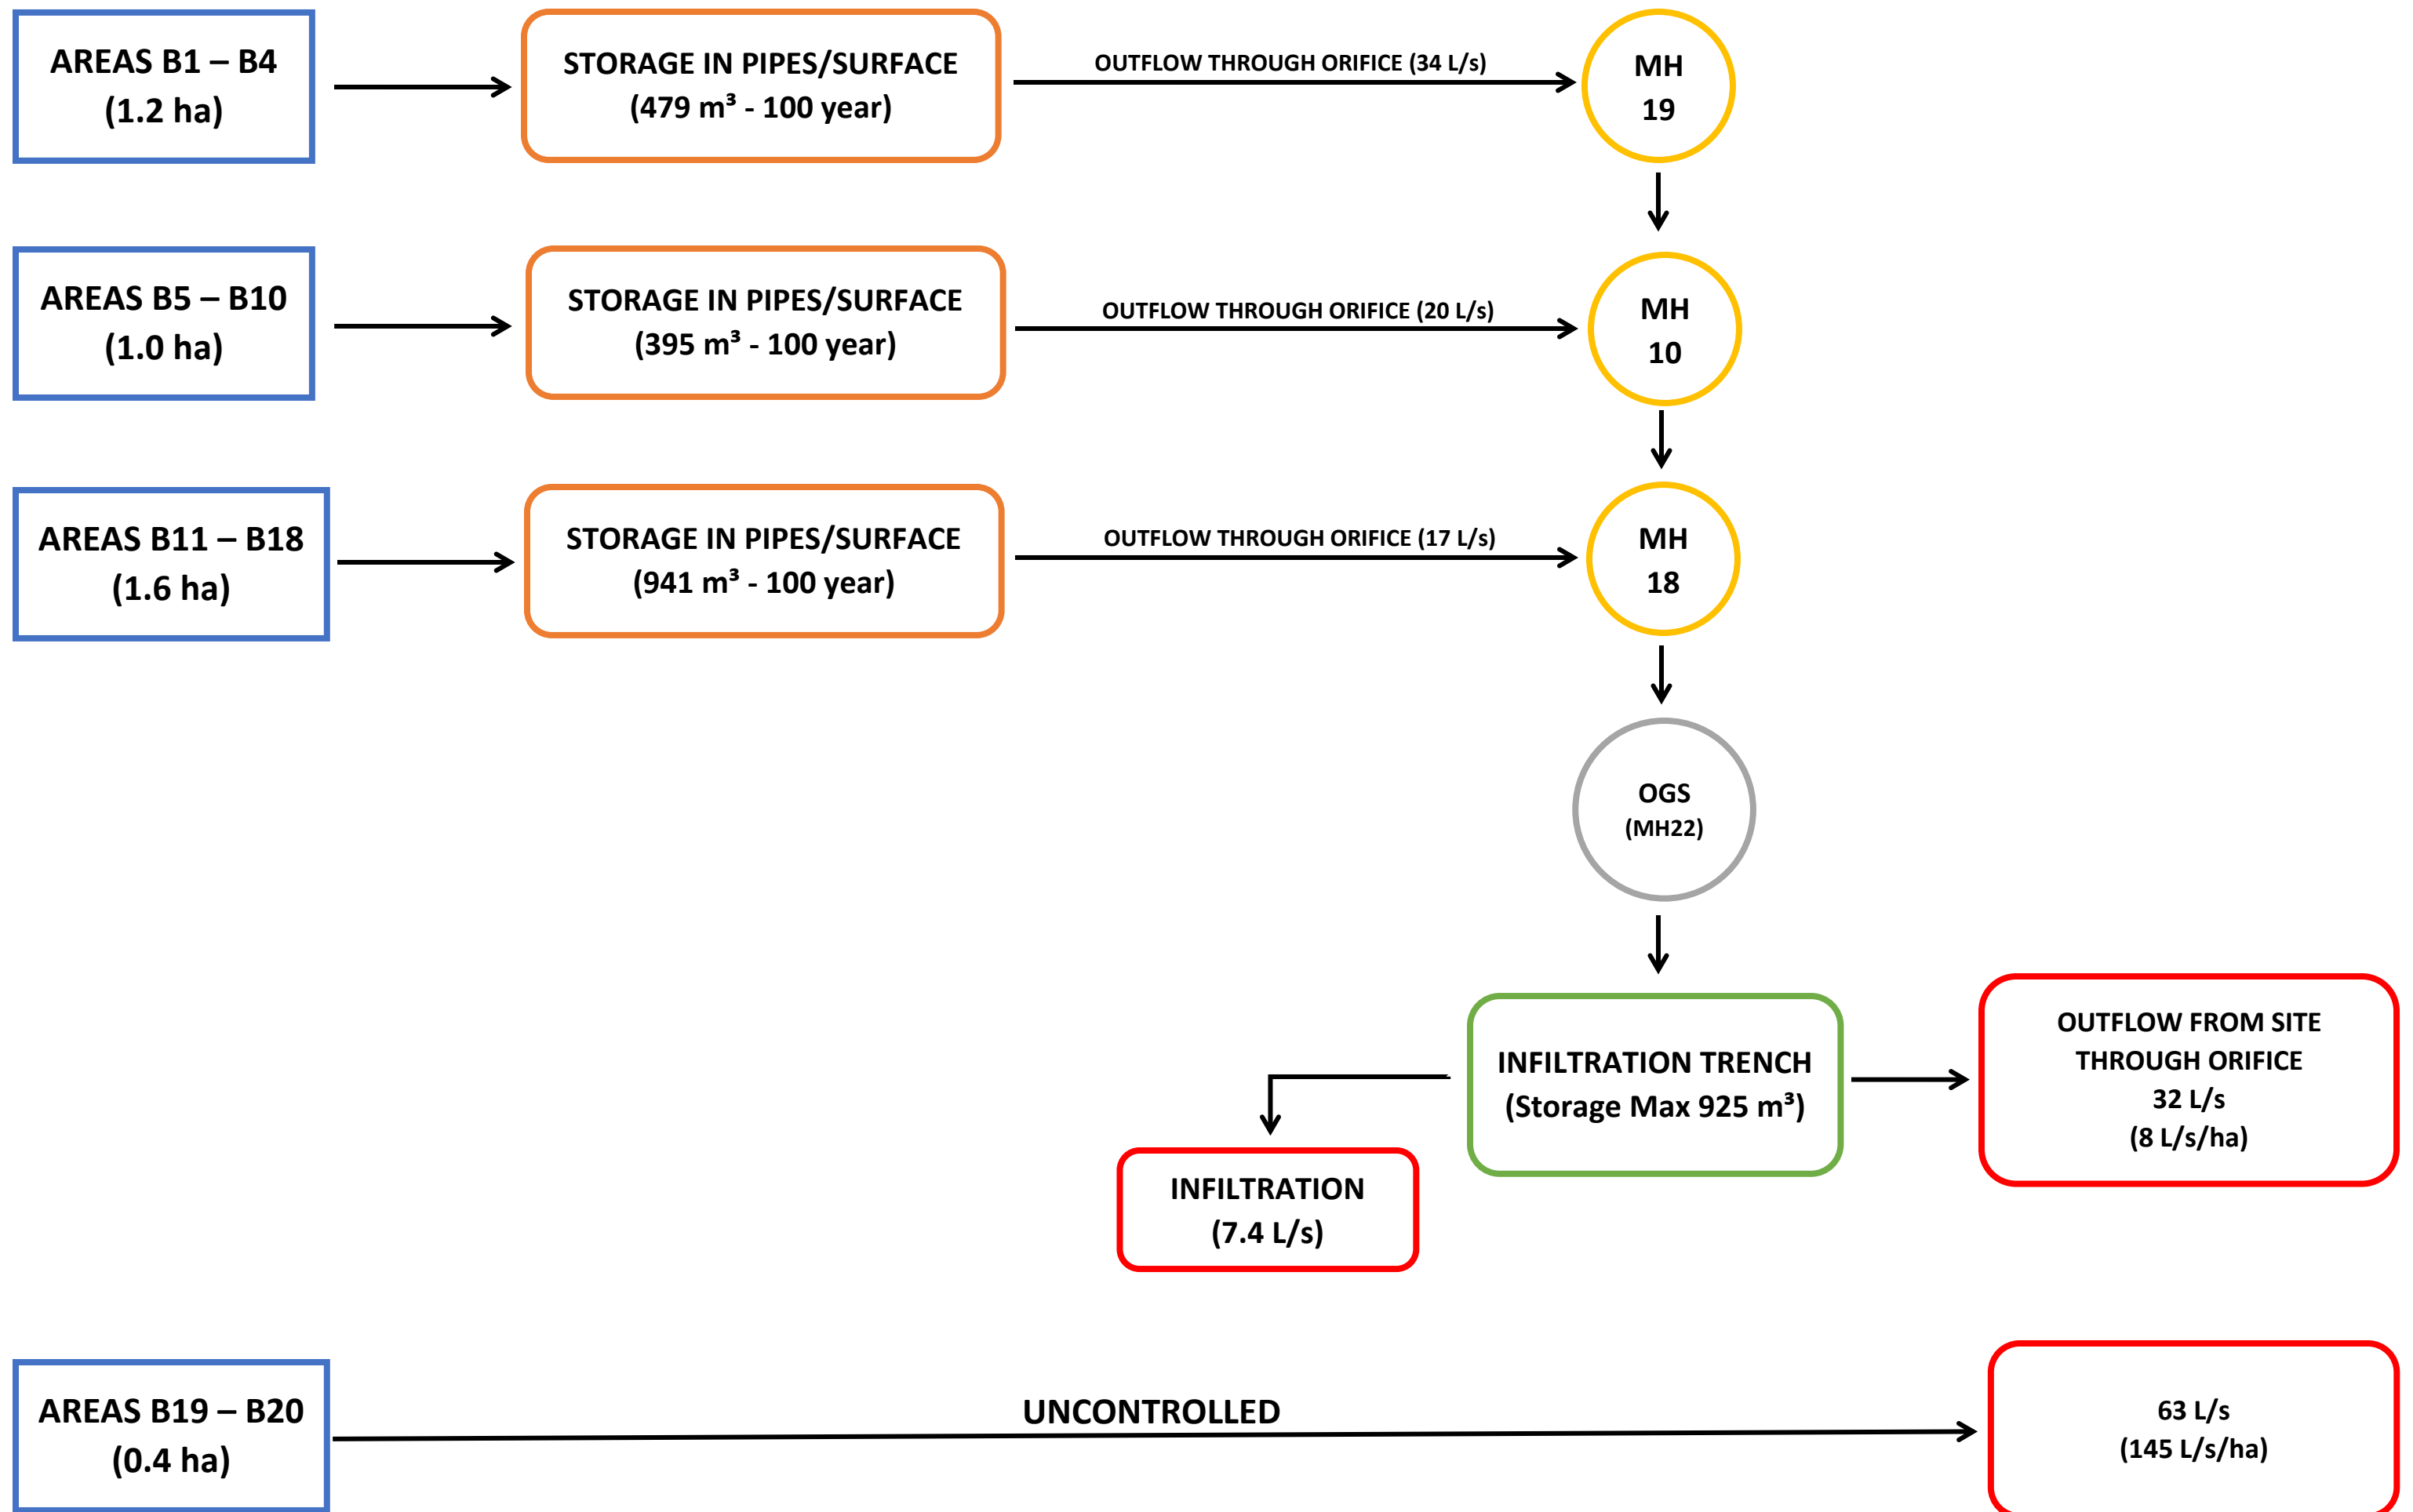 AREAS B1 – B4
(1.2 ha)
STORAGE IN PIPES/SURFACE
(479 m³ - 100 year)
OUTFLOW THROUGH ORIFICE (34 L/s)
MH
19
AREAS B5 – B10
(1.0 ha)
STORAGE IN PIPES/SURFACE
(395 m³ - 100 year)
OUTFLOW THROUGH ORIFICE (20 L/s)
MH
10
AREAS B11 – B18
(1.6 ha)
STORAGE IN PIPES/SURFACE
(941 m³ - 100 year)
OUTFLOW THROUGH ORIFICE (17 L/s)
MH
18
OGS
(MH22)
INFILTRATION TRENCH
(Storage Max 925 m³)
OUTFLOW FROM SITE
THROUGH ORIFICE
32 L/s
(8 L/s/ha)
INFILTRATION
(7.4 L/s)
AREAS B19 – B20
(0.4 ha)
UNCONTROLLED
63 L/s
(145 L/s/ha)